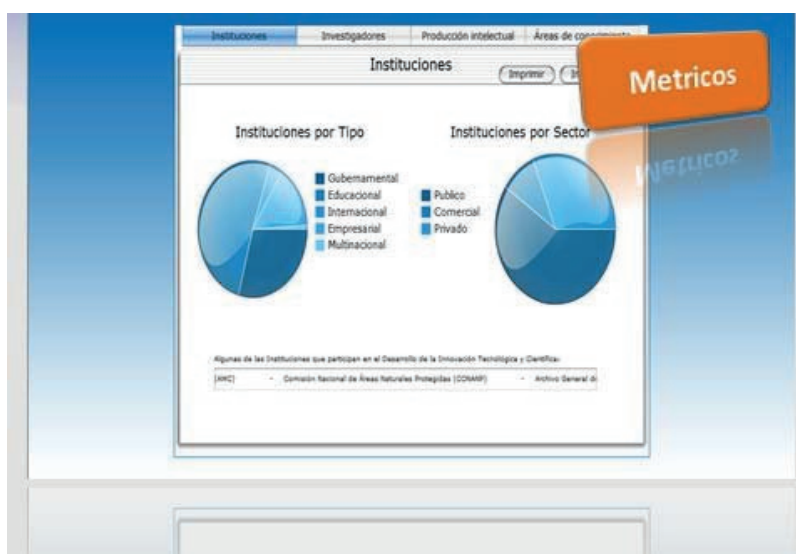 Instituciones Investigadores Producción intelectual Áreas de conocimiento
Instituciones
Imprimir
Metricos
Instituciones por Tipo
Gubernamental
Educacional
Internacional
Empresarial
Multinacional
Instituciones por Sector
Publico
Comercial
Privado
Algunas de las Instituciones que participan en el Desarrollo de la Innovación Tecnológica y Científica:
(AMC) - Comisión Nacional de Áreas Naturales Protegidas (CONANP) - Archivo General d